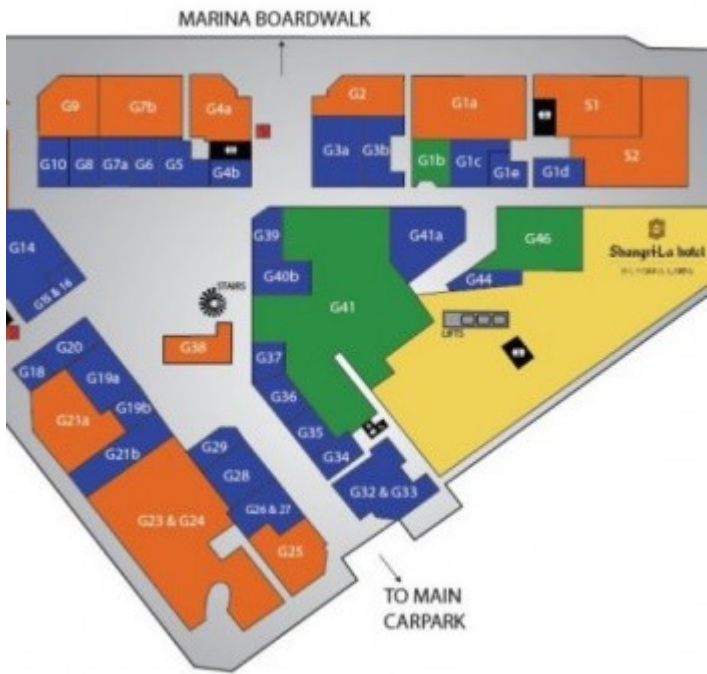 MARINA BOARDWALK
G9
G7b
G4a
G2
G1a
S1
G10
G8
G7a
G6
G5
G4b
G3a
G3b
G1b
G1c
G1e
G1d
S2
G14
G15 & 16
G39
G41a
G46
Shangri-La hotel
G40b
G44
STAIRS
G41
LIFTS
G38
G37
G20
G18
G19a
G19b
G36
G21a
G35
G21b
G29
G34
G28
G32 & G33
G26 & 27
G23 & G24
G25
TO MAIN
CARPARK